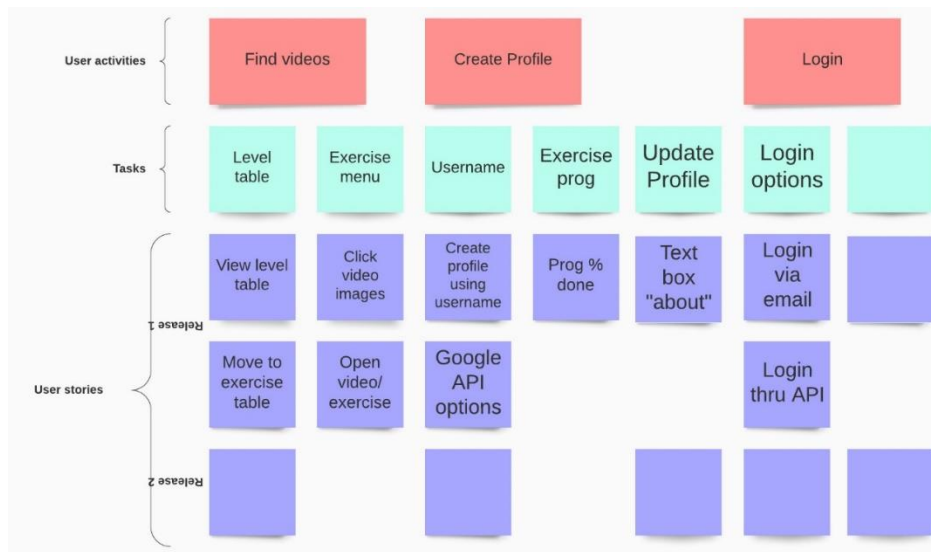 User activities
Find videos
Create Profile
Login
Tasks
Level
table
Exercise
menu
Username
Exercise
prog
Update
Profile
Login
options
User stories
Release 1
View level
table
Click
video
images
Create
profile
using
username
Prog %
done
Text
box
"about"
Login
via
email
Move to
exercise
table
Open
video/
exercise
Google
API
options
Login
thru API
Release 2